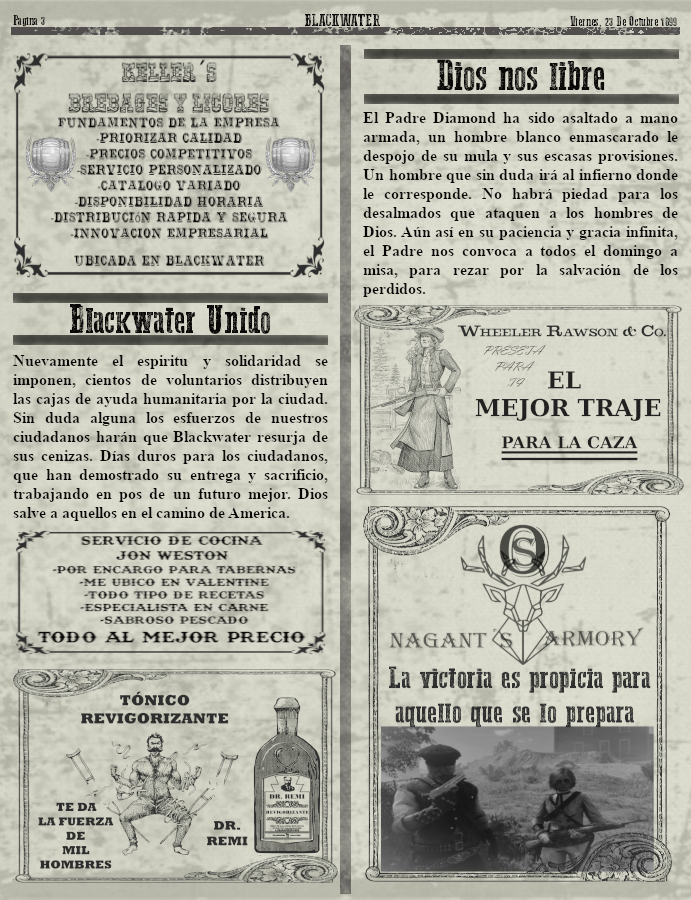 Pagina 3
BLACKWATER
Viernes, 23 De Octubre 1899
KELLER´S
BREBAGES Y LICORES
FUNDAMENTOS DE LA EMPRESA
-PRIORIZAR CALIDAD
-PRECIOS COMPETITIVOS
-SERVICIO PERSONALIZADO
-CATALOGO VARIADO
-DISPONIBILIDAD HORARIA
-DISTRIBUCIóN RAPIDA Y SEGURA
-INNOVACION EMPRESARIAL
UBICADA EN BLACKWATER
Blackwater Unido
Nuevamente el espiritu y solidaridad se
imponen, cientos de voluntarios distribuyen
las cajas de ayuda humanitaria por la ciudad.
Sin duda alguna los esfuerzos de nuestros
ciudadanos harán que Blackwater resurja de
sus cenizas. Días duros para los ciudadanos,
que han demostrado su entrega y sacrificio,
trabajando en pos de un futuro mejor. Dios
salve a aquellos en el camino de America.
SERVICIO DE COCINA
JON WESTON
-POR ENCARGO PARA TABERNAS
-ME UBICO EN VALENTINE
-TODO TIPO DE RECETAS
-ESPECIALISTA EN CARNE
-SABROSO PESCADO
TODO AL MEJOR PRECIO
TÓNICO
REVIGORIZANTE
TE DA
LA FUERZA
DE
MIL
HOMBRES
DR.
REMI
DR. REMI
REVIGORIZANTE
Dios nos libre
El Padre Diamond ha sido asaltado a mano
armada, un hombre blanco enmascarado le
despojo de su mula y sus escasas provisiones.
Un hombre que sin duda irá al infierno donde
le corresponde. No habrá piedad para los
desalmados que ataquen a los hombres de
Dios. Aún así en su paciencia y gracia infinita,
el Padre nos convoca a todos el domingo a
misa, para rezar por la salvación de los
perdidos.
WHEELER RAWSON & CO.
PRESETA
PARA
TI
EL
MEJOR TRAJE
PARA LA CAZA
OS
NAGANT´S ARMORY
La victoria es propicia para
aquello que se lo prepara